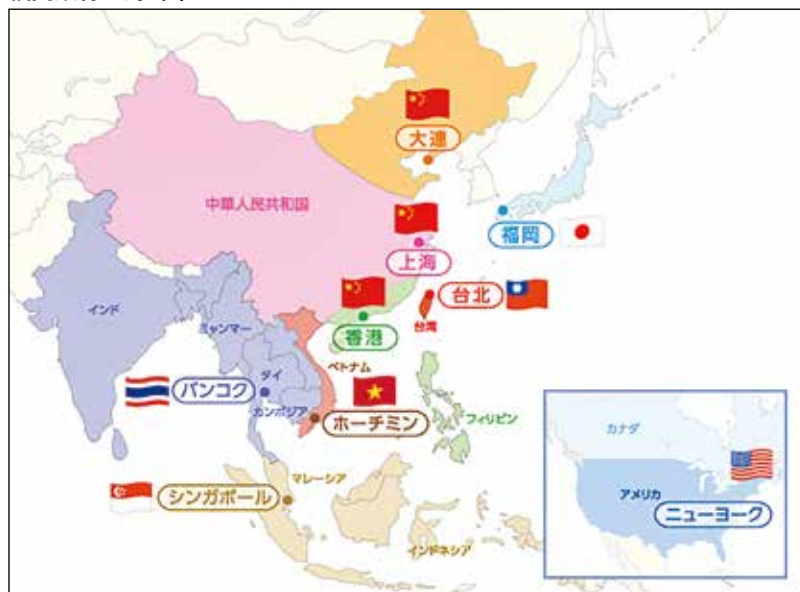 大連
中華人民共和国
福岡
上海
台北
インド
香港
台湾
ミャンマー
ベトナム
タイ
バンコク
カンボジア
ホーチミン
フィリピン
カナダ
マレーシア
シンガポール
アメリカ
ニューヨーク
インドネシア